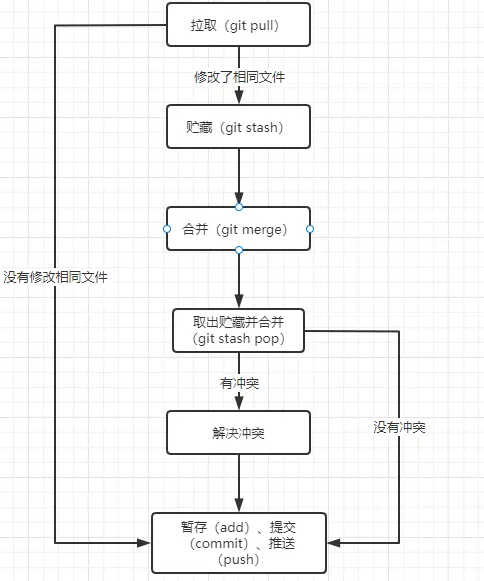 拉取（git pull）
修改了相同文件
贮藏（git stash）
合并（git merge）
没有修改相同文件
取出贮藏并合并
（git stash pop）
有冲突
没有冲突
解决冲突
暂存（add）、提交
（commit）、推送
（push）